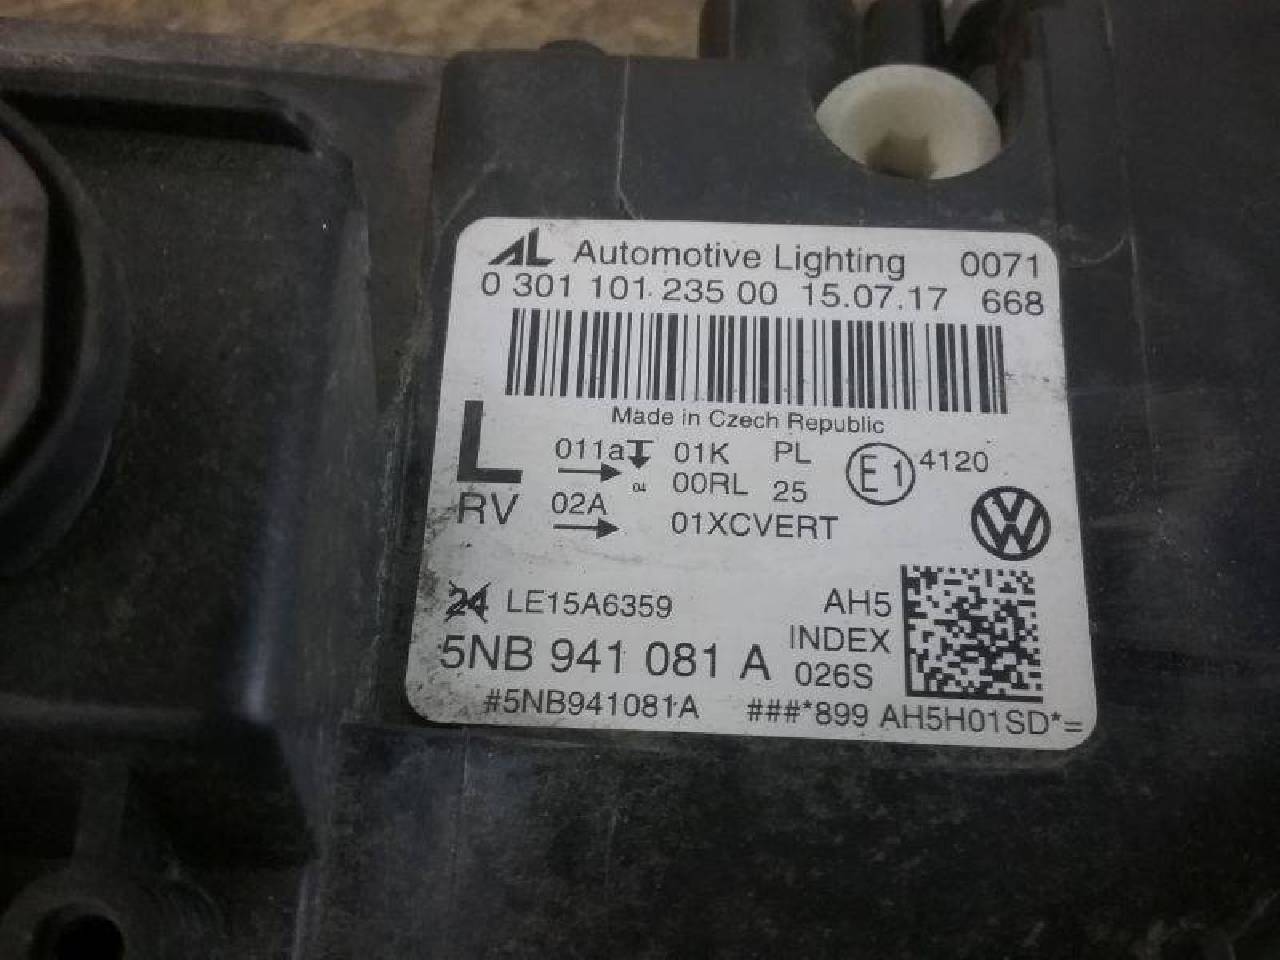 AL Automotive Lighting 0071
0 301 101 235 00 15.07.17 668
Made in Czech Republic
L 011a 01K PL E1 4120
04 00RL 25
RV 02A 01XCVERT
VW
24 LE15A6359 AH5
INDEX
5NB 941 081 A 026S
#5NB941081A ###*899 AH5H01SD*=